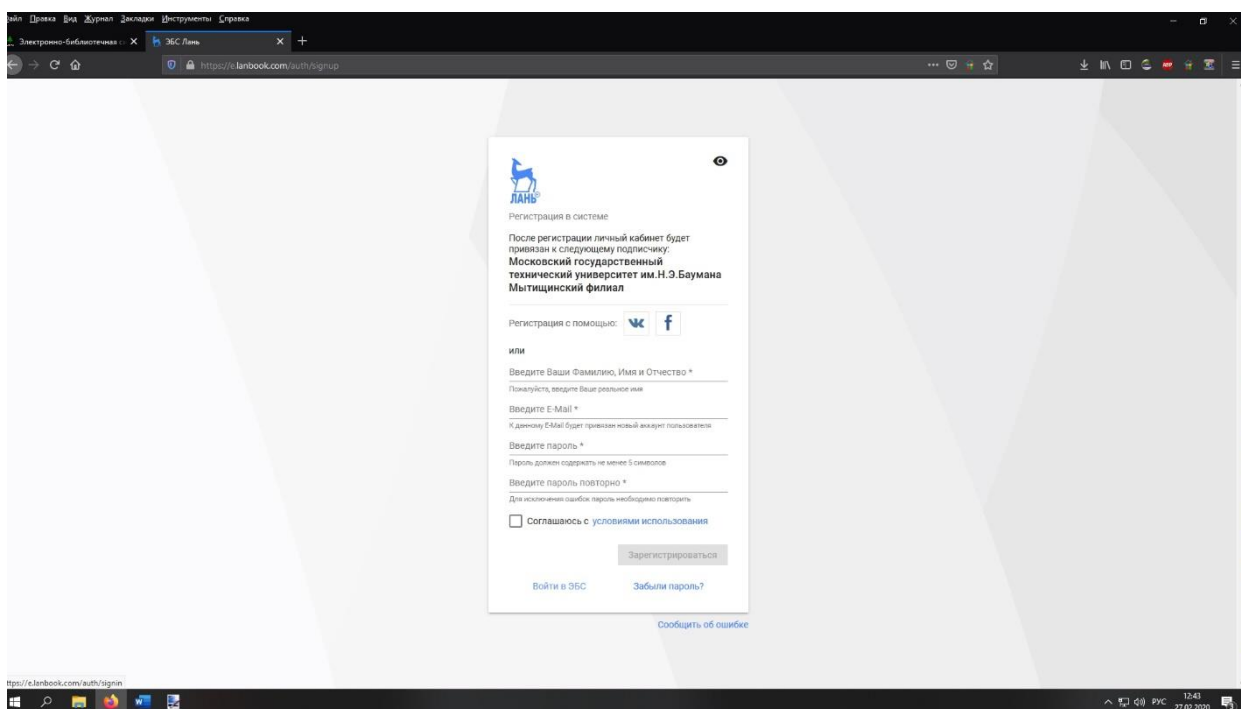 Файл Правка Вид Журнал Закладки Инструменты Справка
Электронно-библиотечная с
ЭБС Лань
https://e.lanbook.com/auth/signup
ЛАНЬ®
Регистрация в системе
После регистрации личный кабинет будет
привязан к следующему подписчику:
Московский государственный
технический университет им.Н.Э.Баумана
Мытищинский филиал
Регистрация с помощью:
или
Введите Ваши Фамилию, Имя и Отчество *
Пожалуйста, введите Ваше реальное имя
Введите E-Mail *
К данному E-Mail будет привязан новый аккаунт пользователя
Введите пароль *
Пароль должен содержать не менее 5 символов
Введите пароль повторно *
Для исключения ошибок пароль необходимо повторить
Соглашаюсь с условиями использования
Зарегистрироваться
Войти в ЭБС Забыли пароль?
Сообщить об ошибке
ttps://e.lanbook.com/auth/signin
РУС
12:43
27.02.2020